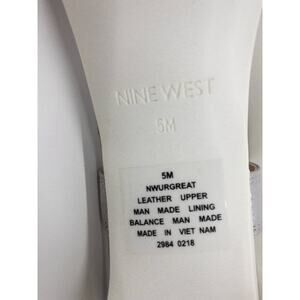 NINE WEST
5M
5M
NWURGREAT
LEATHER UPPER
MAN MADE LINING
BALANCE MAN MADE
MADE IN VIET NAM
2984 0218